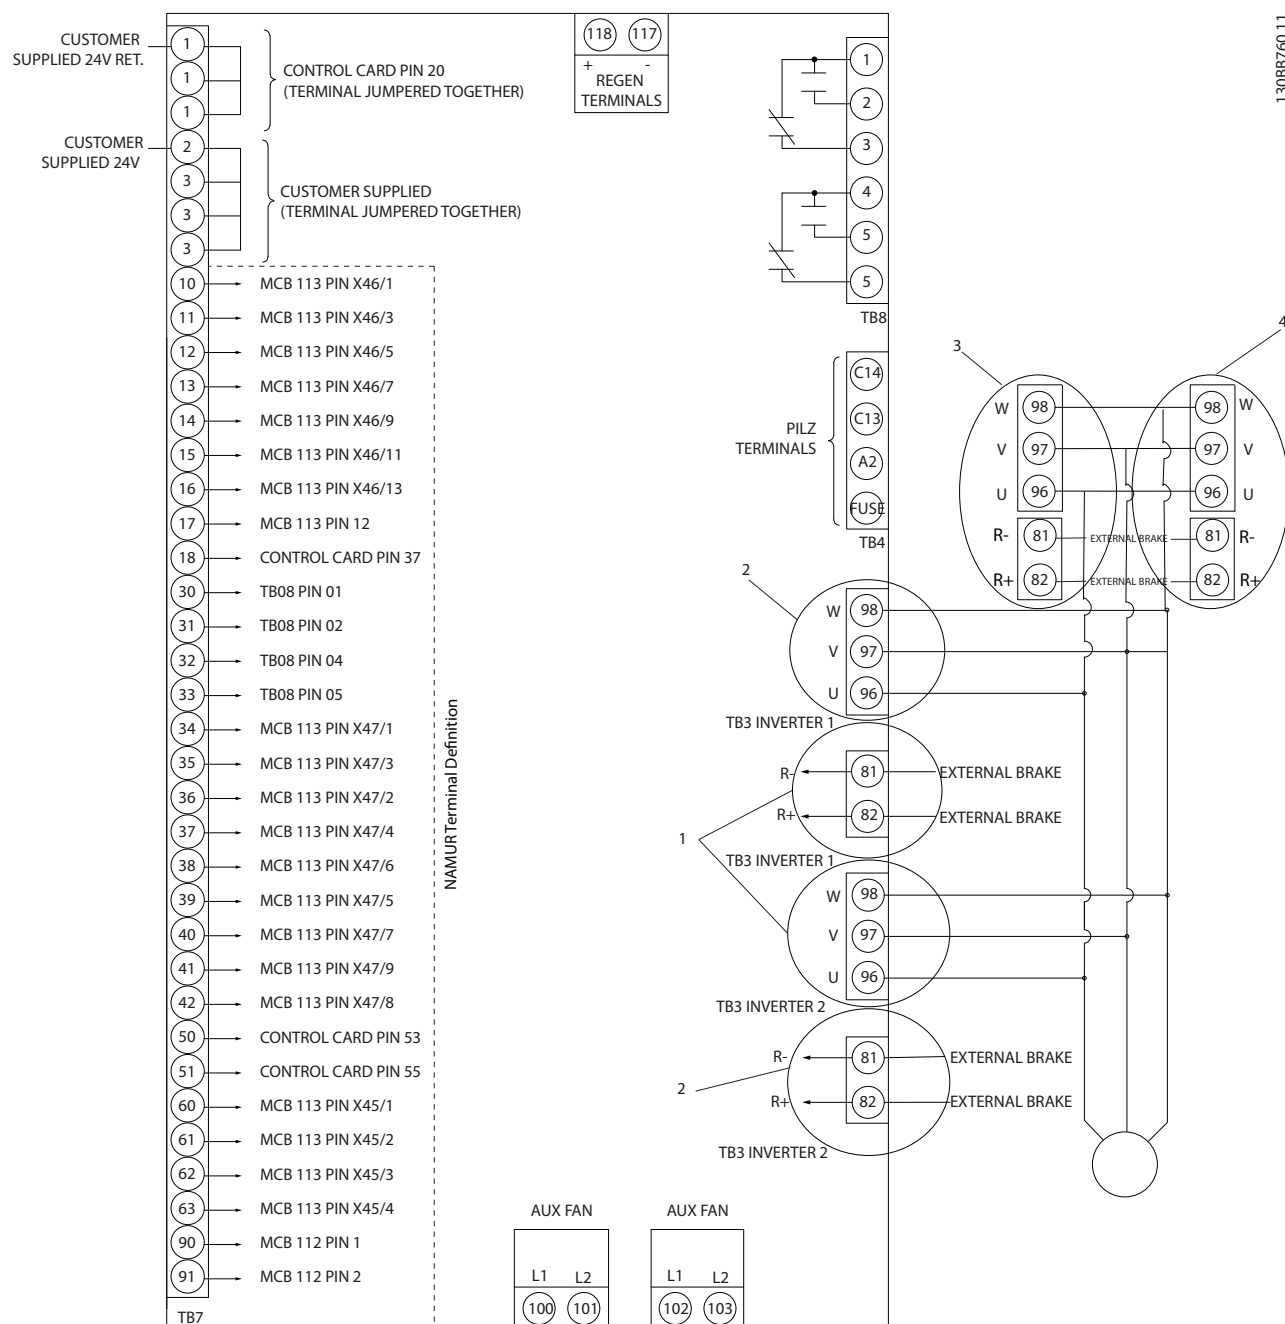 130BB760.11
CUSTOMER
SUPPLIED 24V RET.
1
1
1
CONTROL CARD PIN 20
(TERMINAL JUMPERED TOGETHER)
CUSTOMER
SUPPLIED 24V
2
3
3
3
CUSTOMER SUPPLIED
(TERMINAL JUMPERED TOGETHER)
10 MCB 113 PIN X46/1
11 MCB 113 PIN X46/3
12 MCB 113 PIN X46/5
13 MCB 113 PIN X46/7
14 MCB 113 PIN X46/9
15 MCB 113 PIN X46/11
16 MCB 113 PIN X46/13
17 MCB 113 PIN 12
18 CONTROL CARD PIN 37
30 TB08 PIN 01
31 TB08 PIN 02
32 TB08 PIN 04
33 TB08 PIN 05
34 MCB 113 PIN X47/1
35 MCB 113 PIN X47/3
36 MCB 113 PIN X47/2
37 MCB 113 PIN X47/4
38 MCB 113 PIN X47/6
39 MCB 113 PIN X47/5
40 MCB 113 PIN X47/7
41 MCB 113 PIN X47/9
42 MCB 113 PIN X47/8
50 CONTROL CARD PIN 53
51 CONTROL CARD PIN 55
60 MCB 113 PIN X45/1
61 MCB 113 PIN X45/2
62 MCB 113 PIN X45/3
63 MCB 113 PIN X45/4
90 MCB 112 PIN 1
91 MCB 112 PIN 2
TB7
NAMUR Terminal Definition
118 117
+ -
REGEN
TERMINALS
1
2
3
4
5
5
TB8
PILZ
TERMINALS
C14
C13
A2
FUSE
TB4
2
W 98
V 97
U 96
TB3 INVERTER 1
R- 81 EXTERNAL BRAKE
R+ 82 EXTERNAL BRAKE
1
TB3 INVERTER 1
W 98
V 97
U 96
TB3 INVERTER 2
R- 81 EXTERNAL BRAKE
2
R+ 82 EXTERNAL BRAKE
TB3 INVERTER 2
3 4
W 98 98 W
V 97 97 V
U 96 96 U
R- 81 EXTERNAL BRAKE 81 R-
R+ 82 EXTERNAL BRAKE 82 R+
AUX FAN
L1 L2
100 101
AUX FAN
L1 L2
102 103